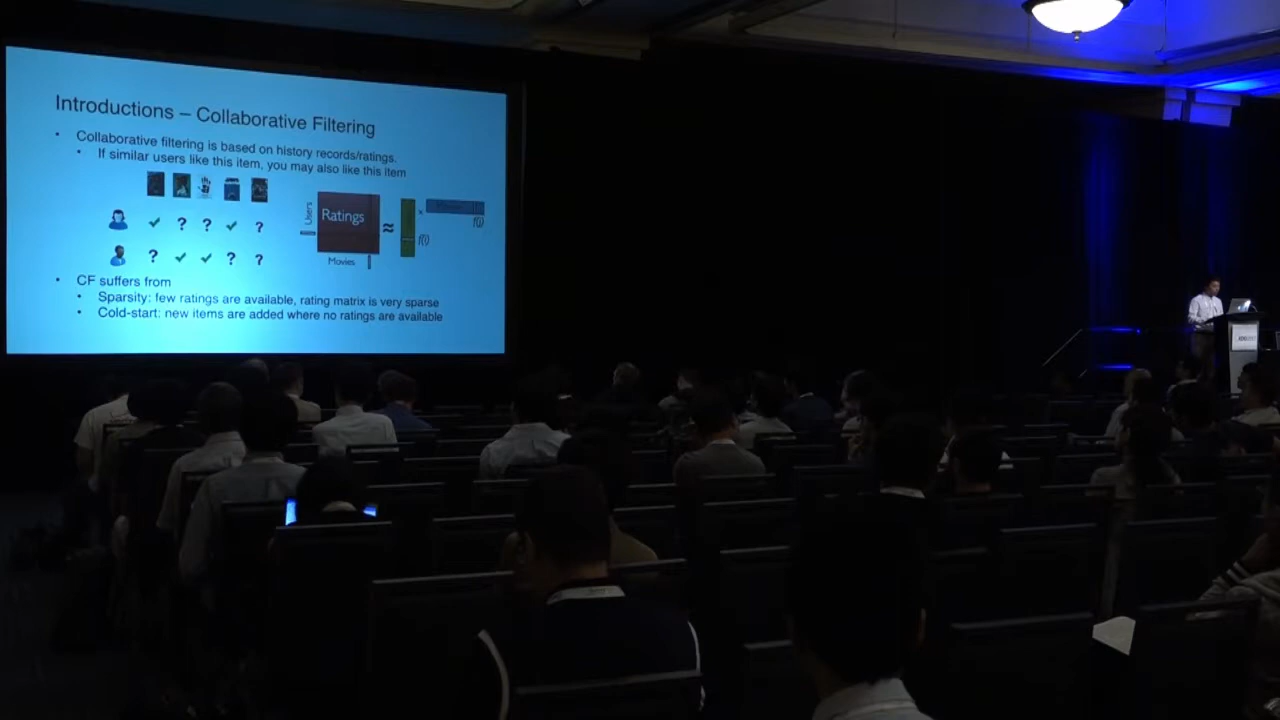 Introductions – Collaborative Filtering
• Collaborative filtering is based on history records/ratings.
• If similar users like this item, you may also like this item
✓ ? ? ✓ ?
? ✓ ✓ ? ?
Users
Ratings
≈
x
f(i)
f(j)
Movies
• CF suffers from
• Sparsity: few ratings are available, rating matrix is very sparse
• Cold-start: new items are added where no ratings are available